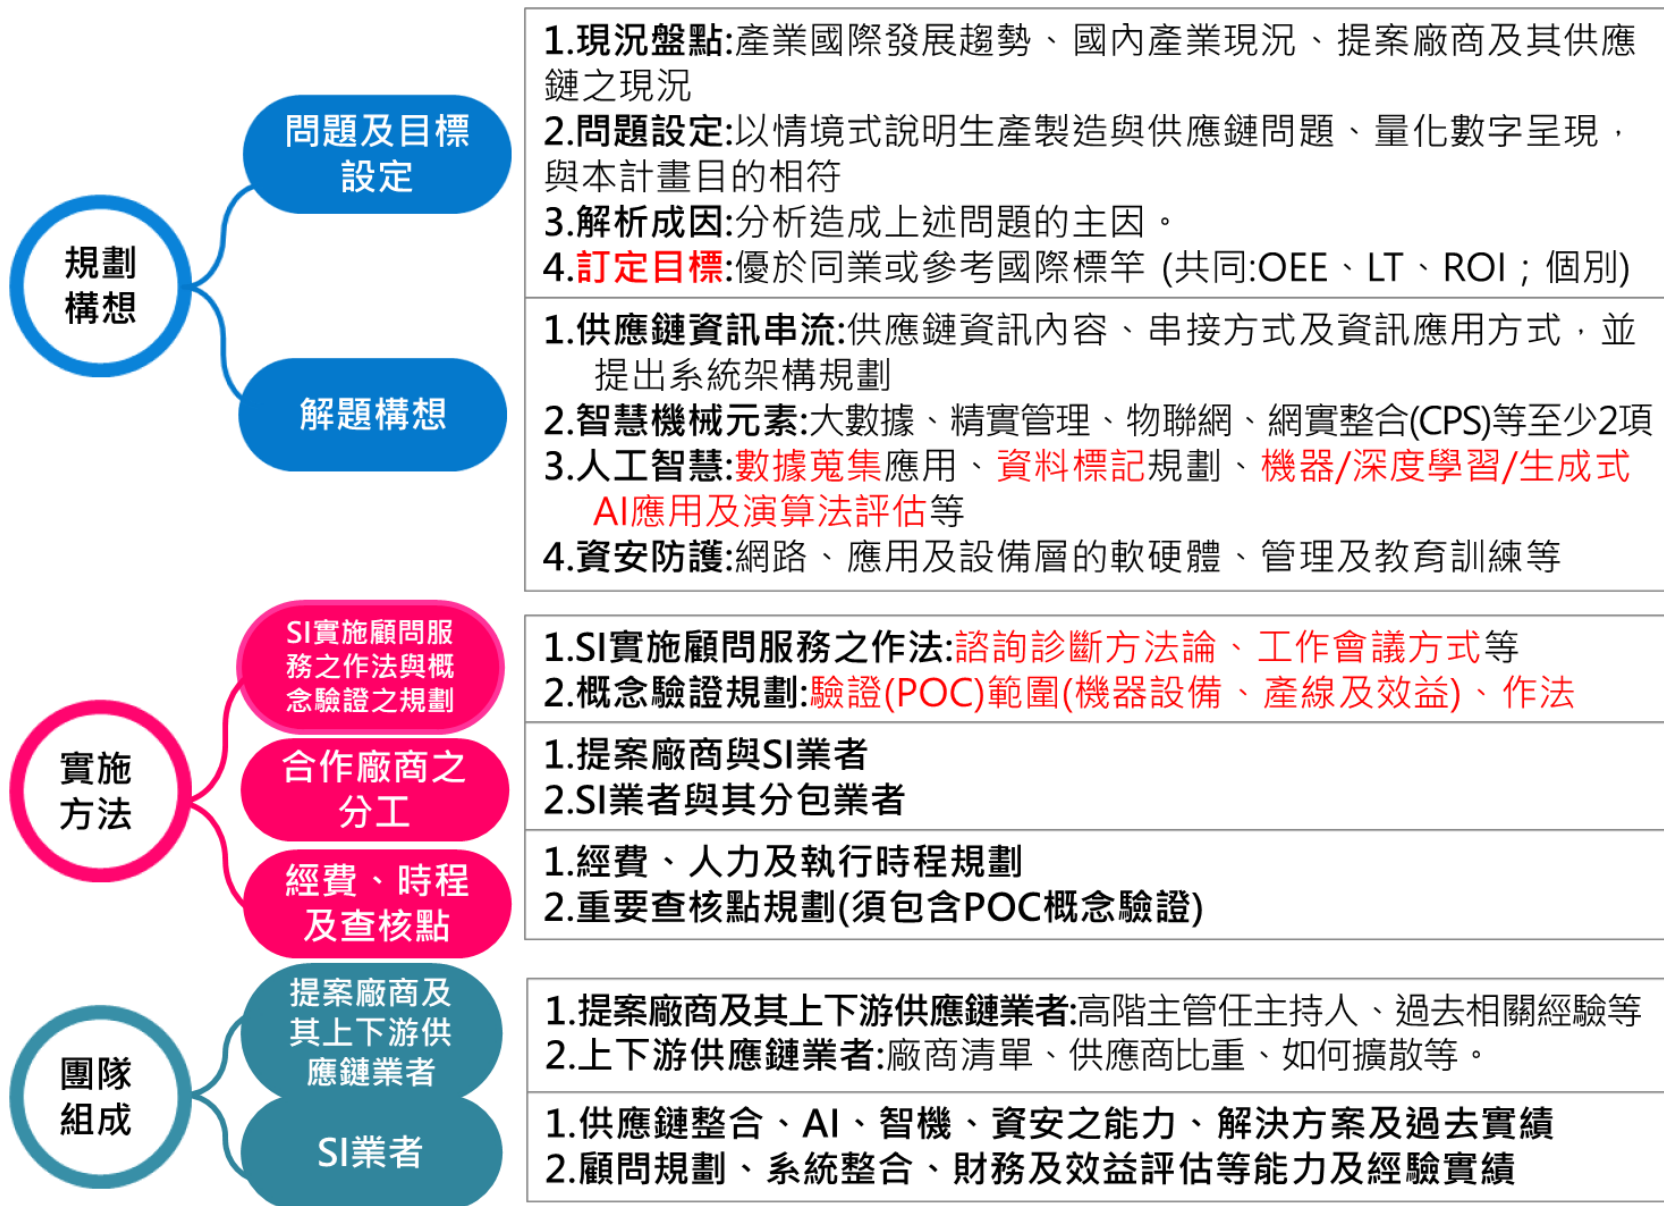 規劃
構想
問題及目標
設定
1.現況盤點:產業國際發展趨勢、國內產業現況、提案廠商及其供應
鏈之現況
2.問題設定:以情境式說明生產製造與供應鏈問題、量化數字呈現，
與本計畫目的相符
3.解析成因:分析造成上述問題的主因。
4.訂定目標:優於同業或參考國際標竿 (共同:OEE、LT、ROI；個別)
解題構想
1.供應鏈資訊串流:供應鏈資訊內容、串接方式及資訊應用方式，並
提出系統架構規劃
2.智慧機械元素:大數據、精實管理、物聯網、網實整合(CPS)等至少2項
3.人工智慧:數據蒐集應用、資料標記規劃、機器/深度學習/生成式
AI應用及演算法評估等
4.資安防護:網路、應用及設備層的軟硬體、管理及教育訓練等
實施
方法
SI實施顧問服
務之作法與概
念驗證之規劃
1.SI實施顧問服務之作法:諮詢診斷方法論、工作會議方式等
2.概念驗證規劃:驗證(POC)範圍(機器設備、產線及效益)、作法
合作廠商之
分工
1.提案廠商與SI業者
2.SI業者與其分包業者
經費、時程
及查核點
1.經費、人力及執行時程規劃
2.重要查核點規劃(須包含POC概念驗證)
團隊
組成
提案廠商及
其上下游供
應鏈業者
1.提案廠商及其上下游供應鏈業者:高階主管任主持人、過去相關經驗等
2.上下游供應鏈業者:廠商清單、供應商比重、如何擴散等。
SI業者
1.供應鏈整合、AI、智機、資安之能力、解決方案及過去實績
2.顧問規劃、系統整合、財務及效益評估等能力及經驗實績